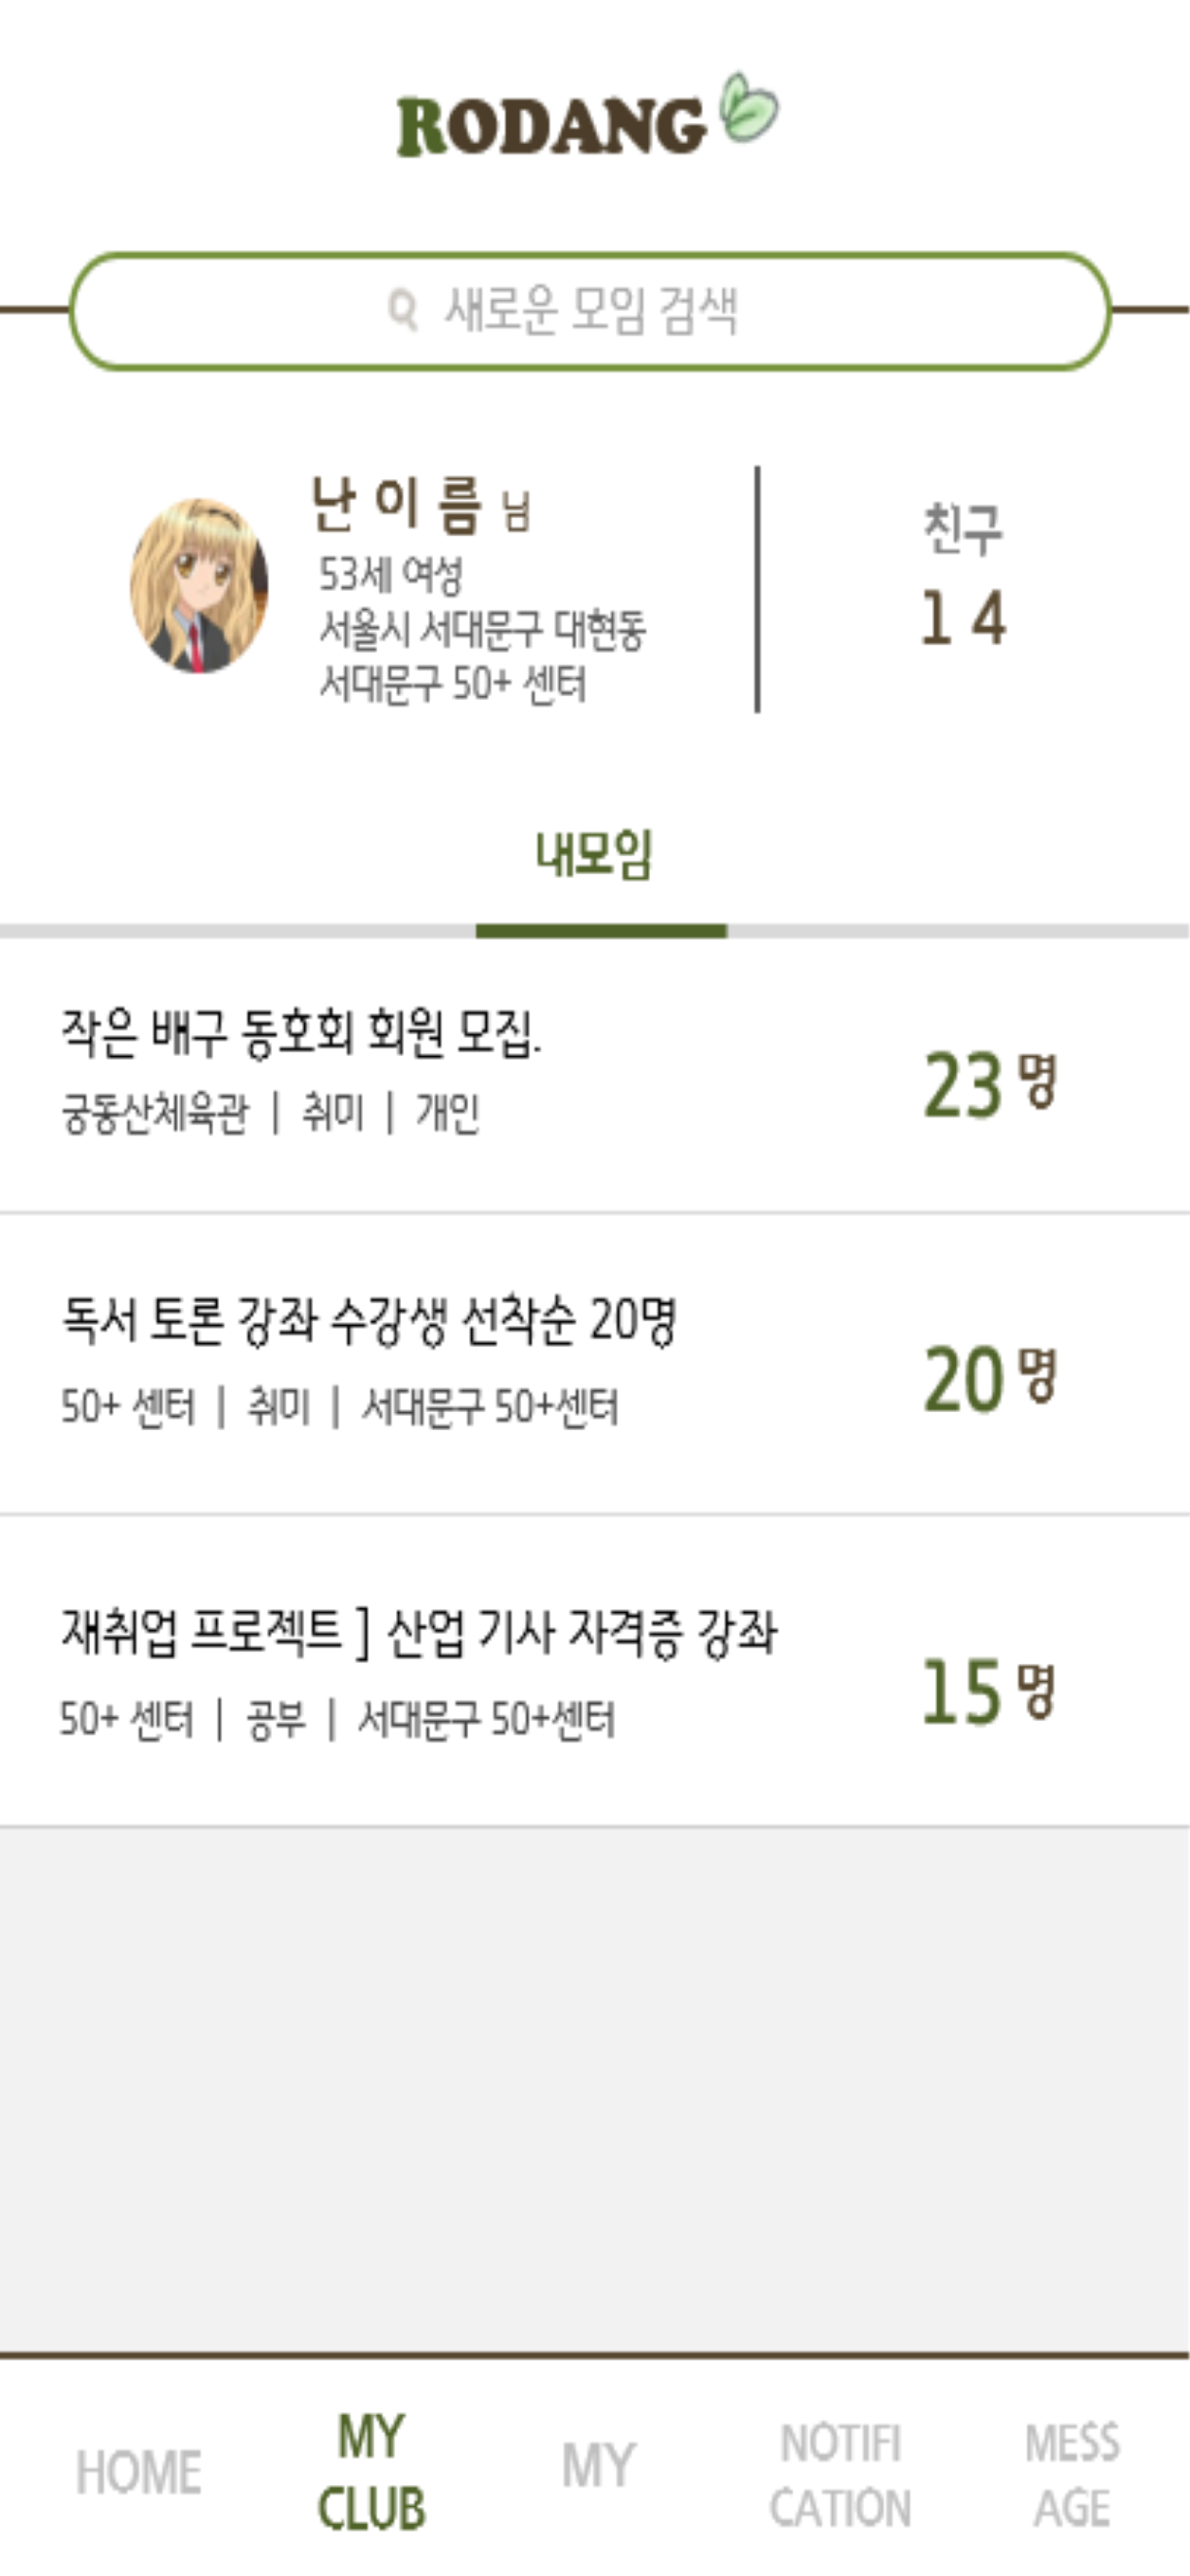 RODANG
새로운 모임 검색
난 이 름 님
53세 여성
서울시 서대문구 대현동
서대문구 50+ 센터
친구
1 4
내모임
작은 배구 동호회 회원 모집.
궁동산체육관 | 취미 | 개인
23 명
독서 토론 강좌 수강생 선착순 20명
50+ 센터 | 취미 | 서대문구 50+센터
20 명
재취업 프로젝트 ] 산업 기사 자격증 강좌
50+ 센터 | 공부 | 서대문구 50+센터
15 명
HOME
MY
CLUB
MY
NOTIFI
CATION
MESS
AGE